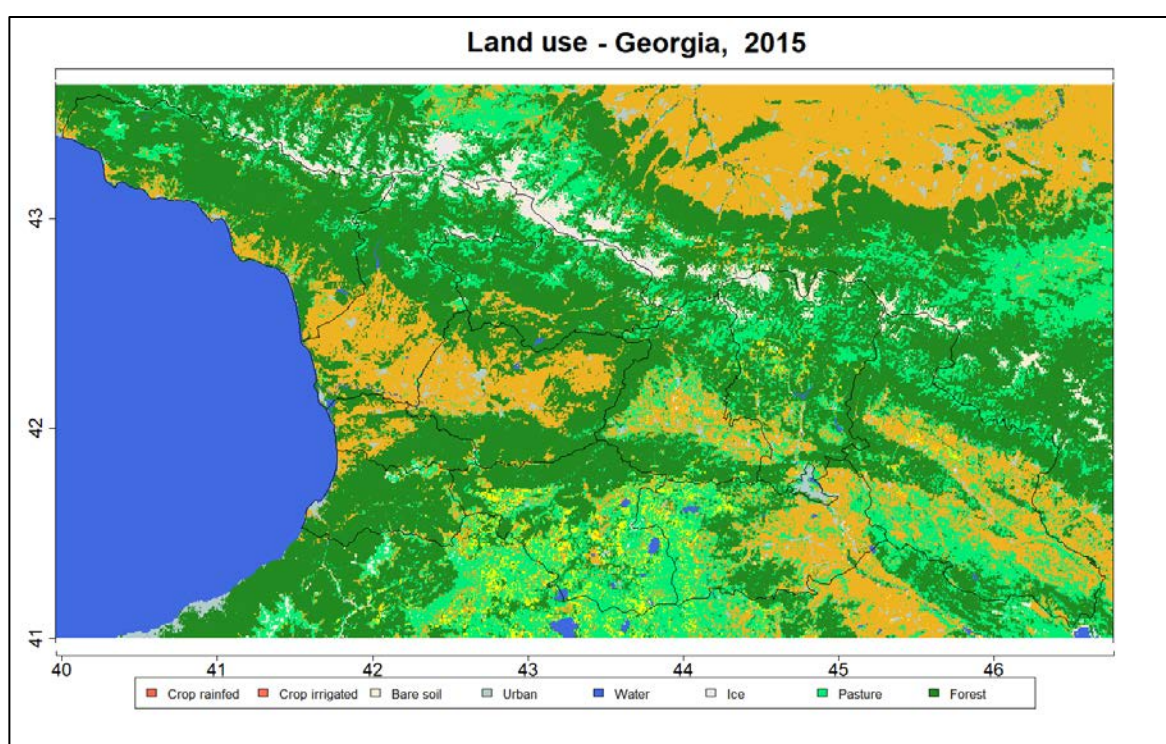 Land use - Georgia, 2015
43
42
41
40 41 42 43 44 45 46
Crop rainfed Crop irrigated Bare soil Urban Water Ice Pasture Forest